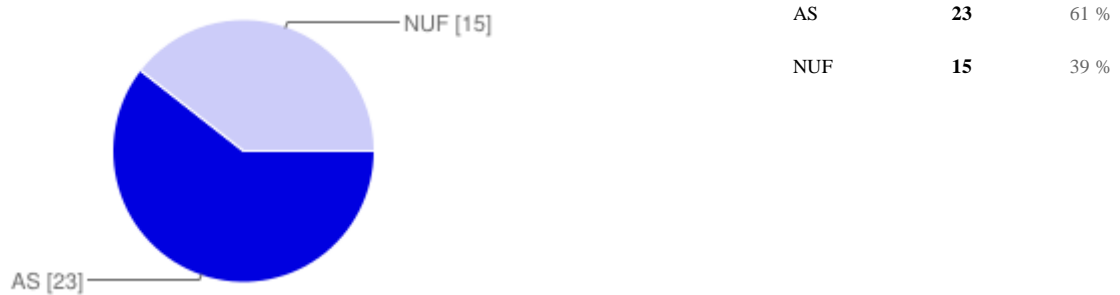 NUF [15]
AS [23]
AS 23 61 %
NUF 15 39 %